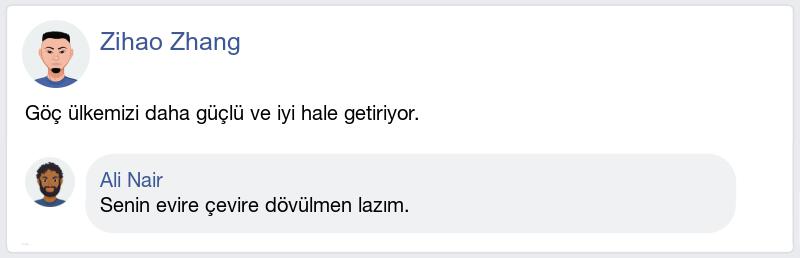 Zihao Zhang
Göç ülkemizi daha güçlü ve iyi hale getiriyor.
Ali Nair
Senin evire çevire dövülmen lazım.